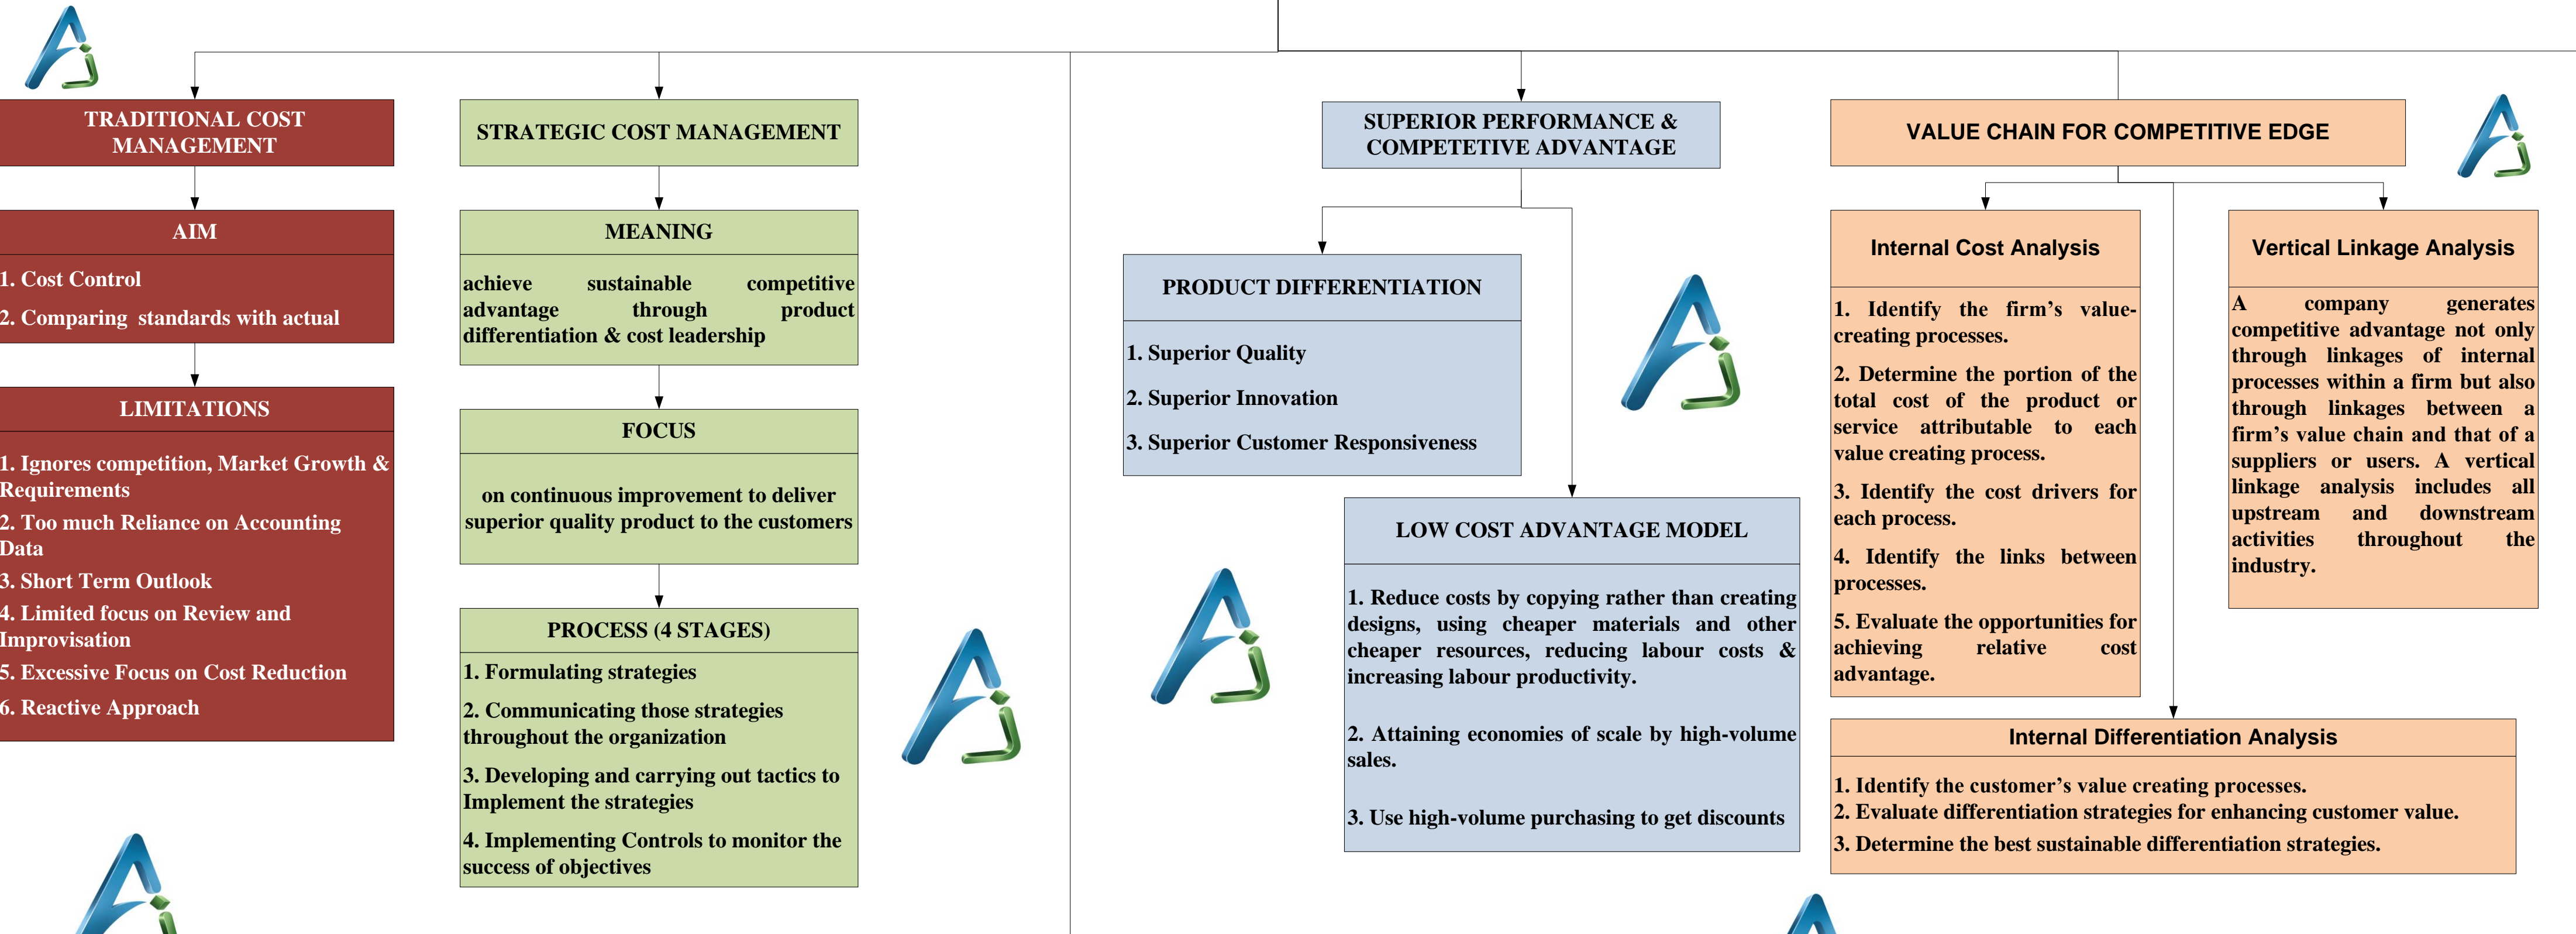 TRADITIONAL COST
MANAGEMENT
AIM
1. Cost Control
2. Comparing standards with actual
LIMITATIONS
1. Ignores competition, Market Growth &
Requirements
2. Too much Reliance on Accounting
Data
3. Short Term Outlook
4. Limited focus on Review and
Improvisation
5. Excessive Focus on Cost Reduction
6. Reactive Approach
STRATEGIC COST MANAGEMENT
MEANING
achieve sustainable competitive
advantage through product
differentiation & cost leadership
FOCUS
on continuous improvement to deliver
superior quality product to the customers
PROCESS (4 STAGES)
1. Formulating strategies
2. Communicating those strategies
throughout the organization
3. Developing and carrying out tactics to
Implement the strategies
4. Implementing Controls to monitor the
success of objectives
SUPERIOR PERFORMANCE &
COMPETETIVE ADVANTAGE
PRODUCT DIFFERENTIATION
1. Superior Quality
2. Superior Innovation
3. Superior Customer Responsiveness
LOW COST ADVANTAGE MODEL
1. Reduce costs by copying rather than creating
designs, using cheaper materials and other
cheaper resources, reducing labour costs &
increasing labour productivity.
2. Attaining economies of scale by high-volume
sales.
3. Use high-volume purchasing to get discounts
VALUE CHAIN FOR COMPETITIVE EDGE
Internal Cost Analysis
1. Identify the firm’s value-
creating processes.
2. Determine the portion of the
total cost of the product or
service attributable to each
value creating process.
3. Identify the cost drivers for
each process.
4. Identify the links between
processes.
5. Evaluate the opportunities for
achieving relative cost
advantage.
Vertical Linkage Analysis
A company generates
competitive advantage not only
through linkages of internal
processes within a firm but also
through linkages between a
firm’s value chain and that of a
suppliers or users. A vertical
linkage analysis includes all
upstream and downstream
activities throughout the
industry.
Internal Differentiation Analysis
1. Identify the customer’s value creating processes.
2. Evaluate differentiation strategies for enhancing customer value.
3. Determine the best sustainable differentiation strategies.